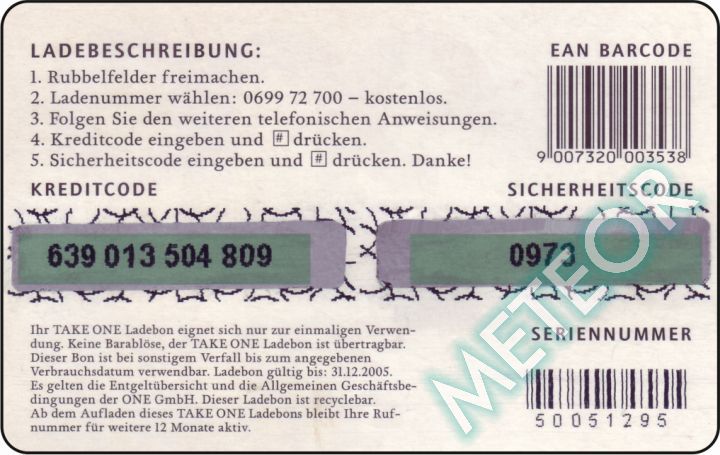 LADEBESCHREIBUNG:
EAN BARCODE
1. Rubbelfelder freimachen.
2. Ladenummer wählen: 0699 72 700 – kostenlos.
3. Folgen Sie den weiteren telefonischen Anweisungen.
4. Kreditcode eingeben und # drücken.
5. Sicherheitscode eingeben und # drücken. Danke!
9 007320 003538
KREDITCODE
SICHERHEITSCODE
639 013 504 809
0973
METEOR
Ihr TAKE ONE Ladebon eignet sich nur zur einmaligen Verwen-
dung. Keine Barablöse, der TAKE ONE Ladebon ist übertragbar.
Dieser Bon ist bei sonstigem Verfall bis zum angegebenen
Verbrauchsdatum verwendbar. Ladebon gültig bis: 31.12.2005.
Es gelten die Entgeltübersicht und die Allgemeinen Geschäftsbe-
dingungen der ONE GmbH. Dieser Ladebon ist recyclebar.
Ab dem Aufladen dieses TAKE ONE Ladebons bleibt Ihre Ruf-
nummer für weitere 12 Monate aktiv.
SERIENNUMMER
50051295